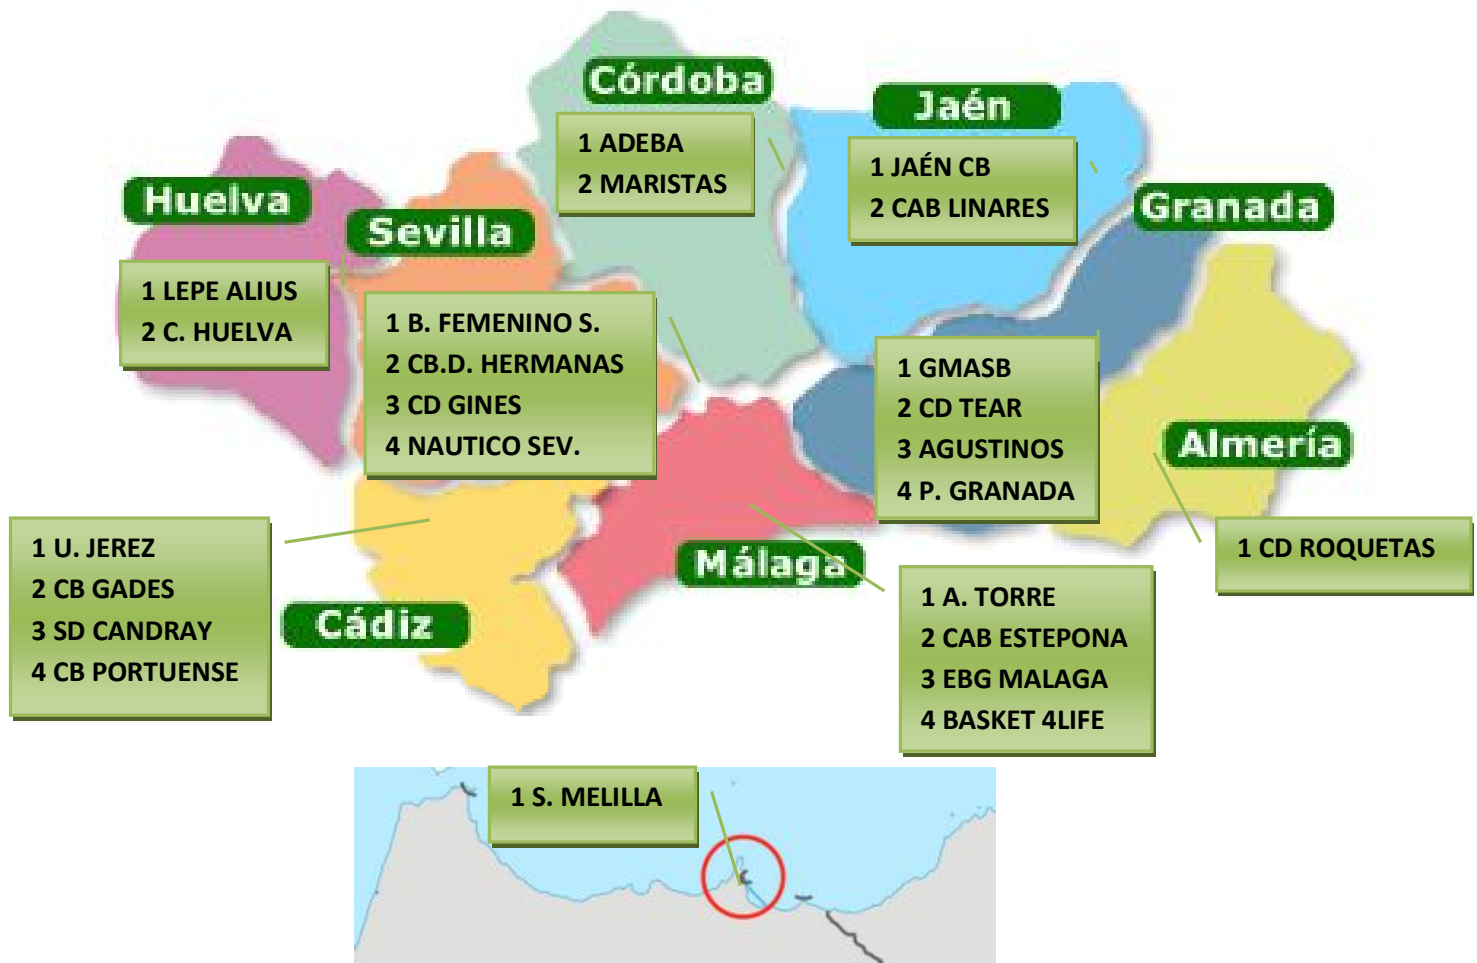 Córdoba
1 ADEBA
2 MARISTAS
Jaén
1 JAÉN CB
2 CAB LINARES
Huelva
1 LEPE ALIUS
2 C. HUELVA
Sevilla
1 B. FEMENINO S.
2 CB.D. HERMANAS
3 CD GINES
4 NAUTICO SEV.
Granada
1 GMASB
2 CD TEAR
3 AGUSTINOS
4 P. GRANADA
Almería
1 CD ROQUETAS
Cádiz
1 U. JEREZ
2 CB GADES
3 SD CANDRAY
4 CB PORTUENSE
Málaga
1 A. TORRE
2 CAB ESTEPONA
3 EBG MALAGA
4 BASKET 4LIFE
1 S. MELILLA